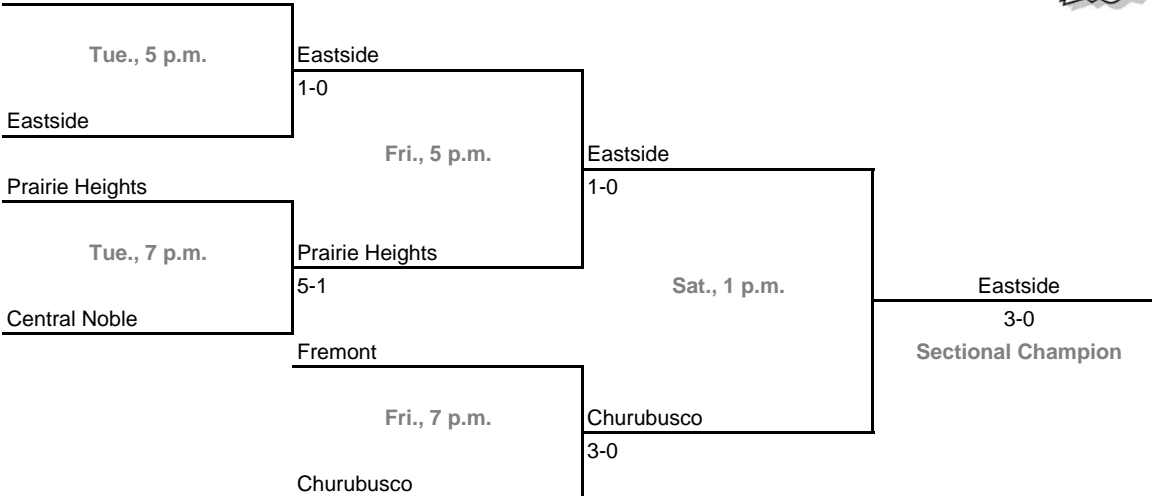 Tue., 5 p.m.
Eastside
1-0
Eastside
Fri., 5 p.m.
Eastside
Prairie Heights
1-0
Tue., 7 p.m.
Prairie Heights
5-1
Sat., 1 p.m.
Eastside
Central Noble
3-0
Fremont
Sectional Champion
Fri., 7 p.m.
Churubusco
3-0
Churubusco